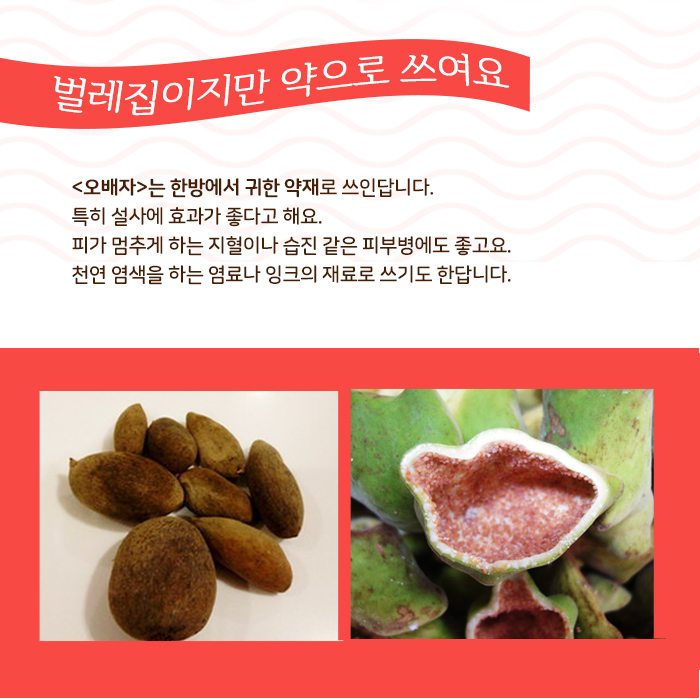 벌레집이지만 약으로 쓰여요
<오배자>는 한방에서 귀한 약재로 쓰인답니다.
특히 설사에 효과가 좋다고 해요.
피가 멈추게 하는 지혈이나 습진 같은 피부병에도 좋고요.
천연 염색을 하는 염료나 잉크의 재료로 쓰기도 한답니다.